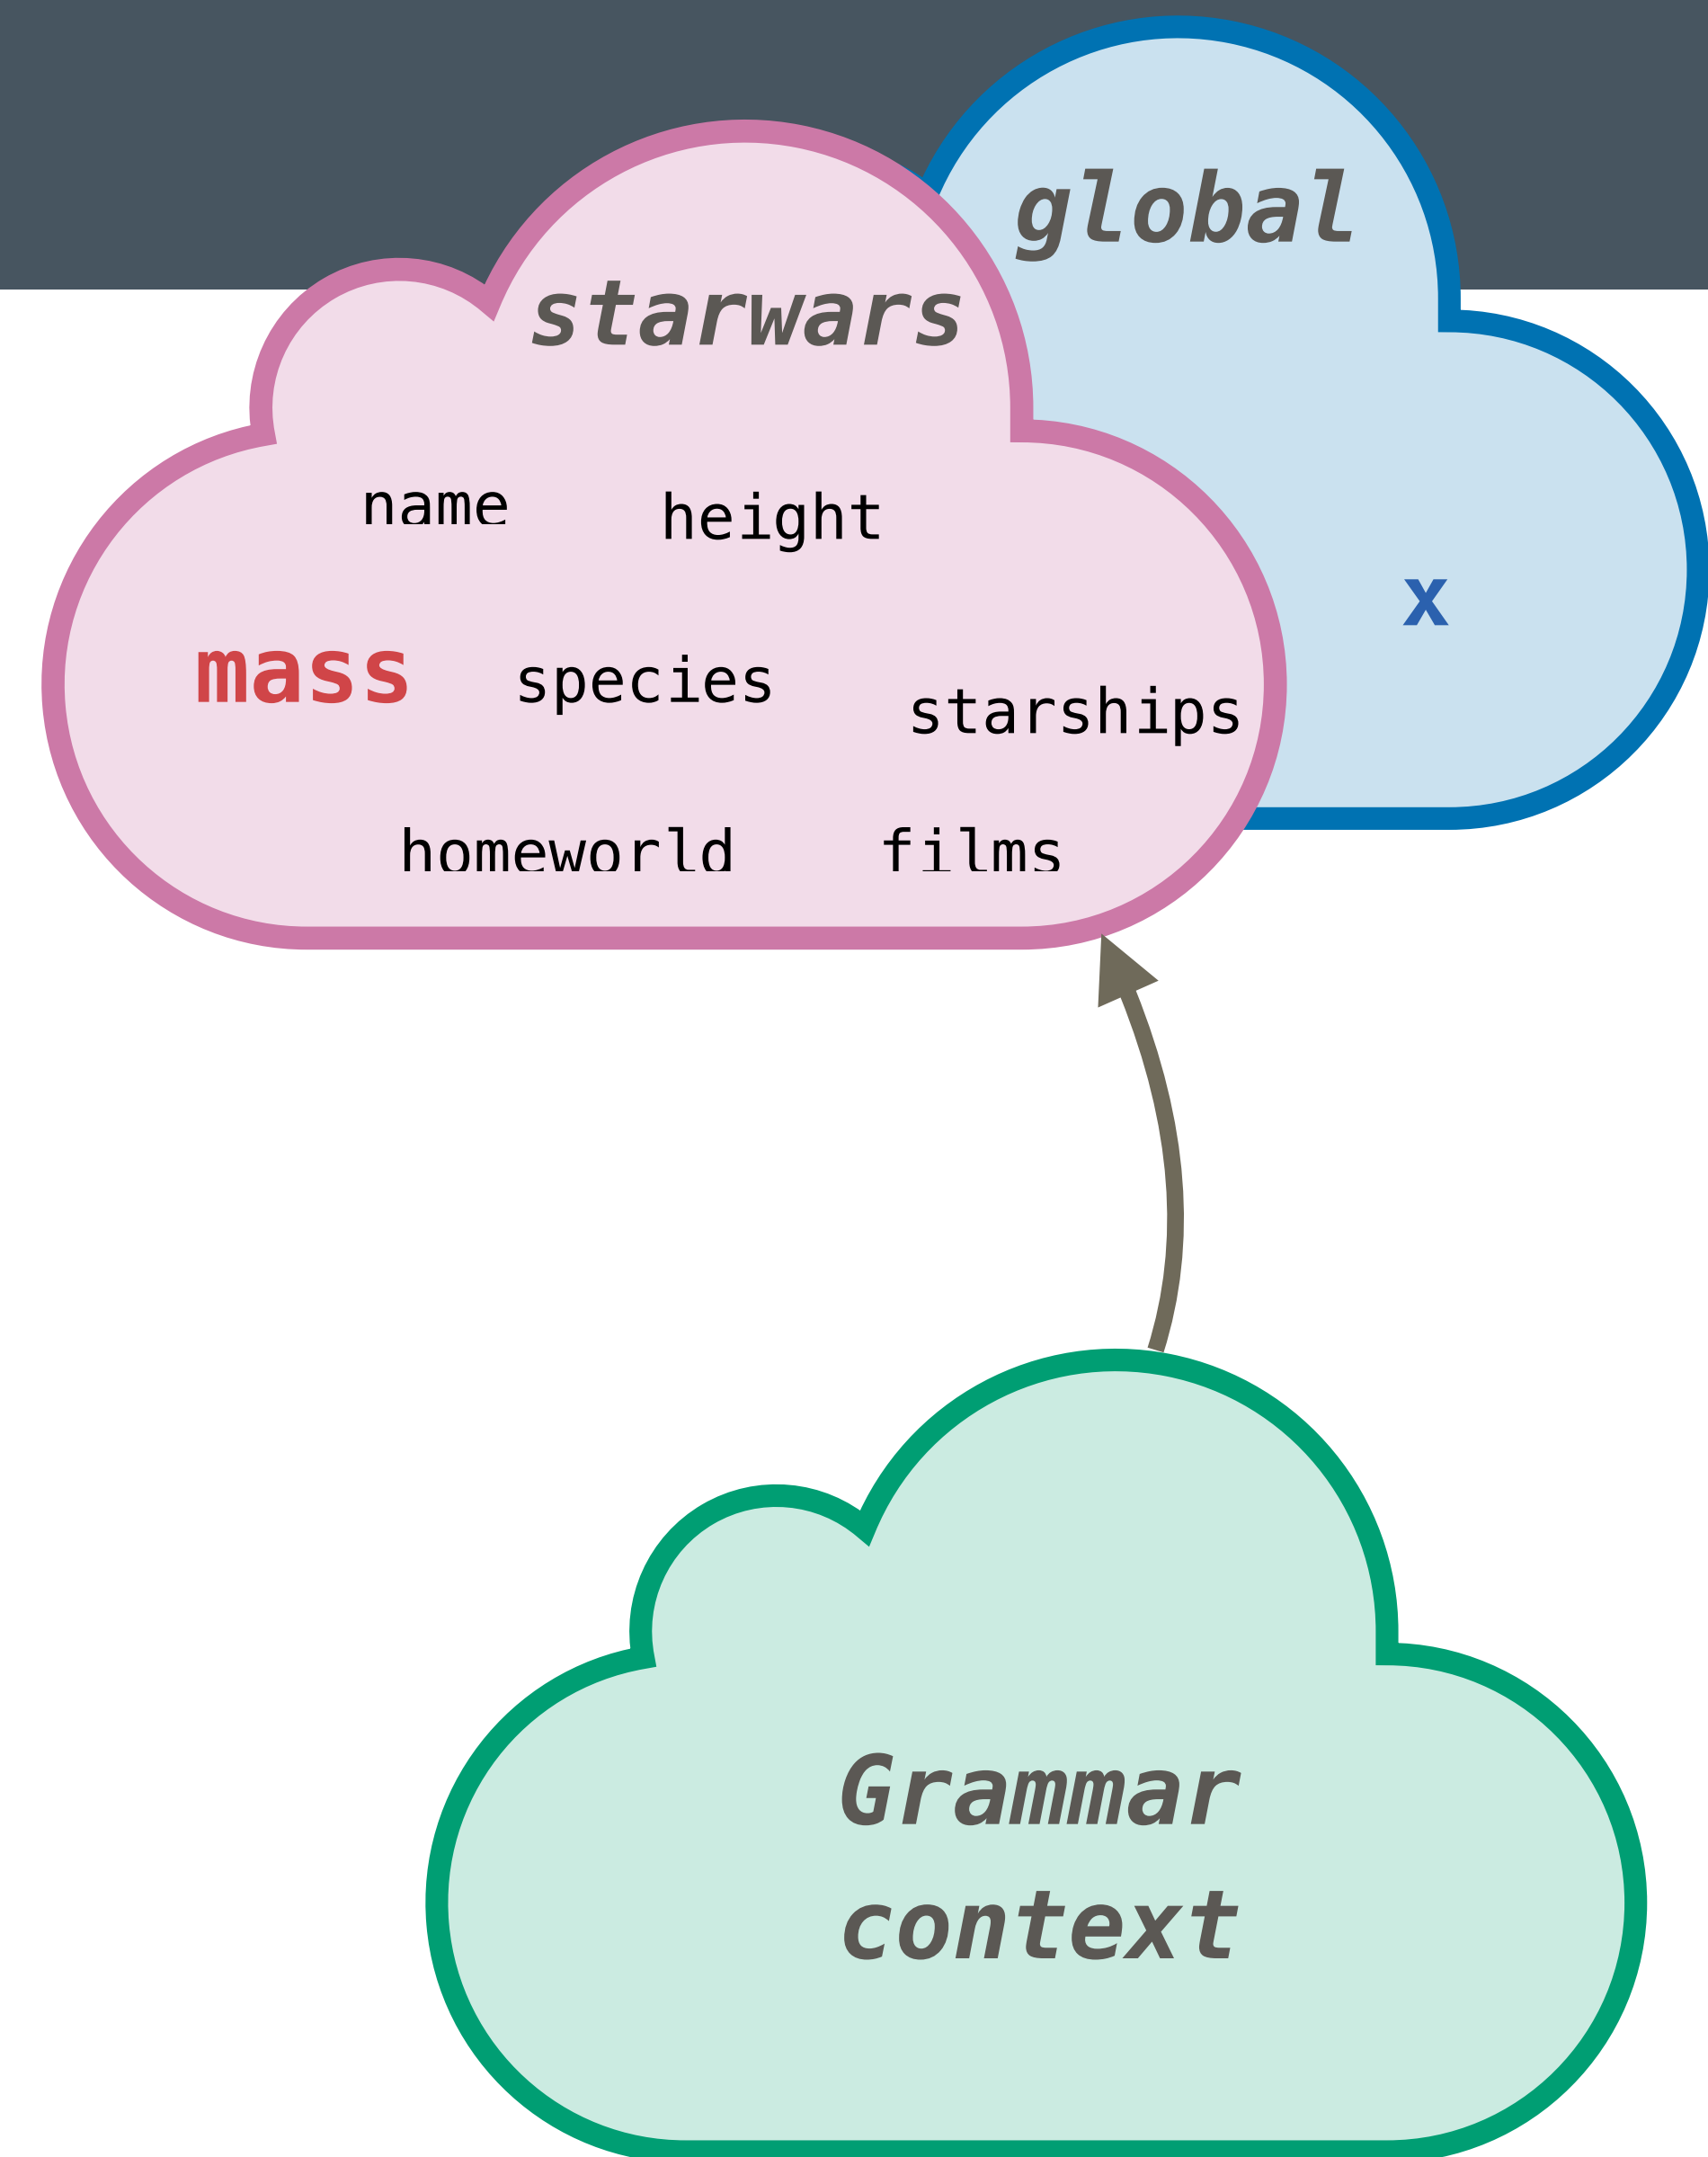 global
starwars
name
height
x
mass
species
starships
homeworld
films
Grammar
context